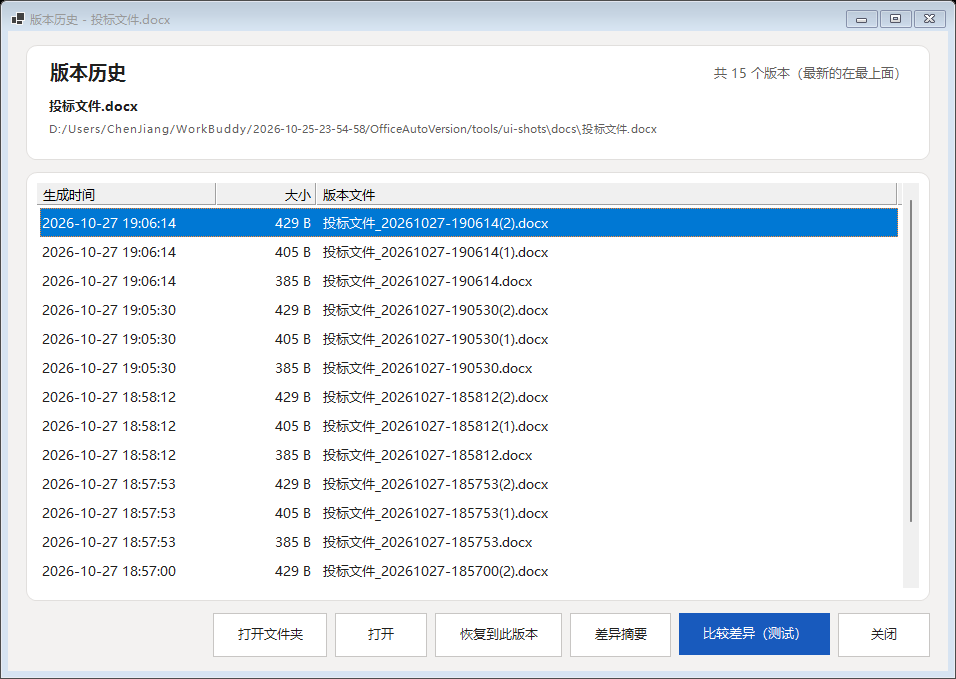 版本历史 - 投标文件.docx
版本历史
共 15 个版本（最新的在最上面）
投标文件.docx
D:/Users/ChenJiang/WorkBuddy/2026-10-25-23-54-58/OfficeAutoVersion/tools/ui-shots\docs\投标文件.docx
生成时间 大小 版本文件
2026-10-27 19:06:14 429 B 投标文件_20261027-190614(2).docx
2026-10-27 19:06:14 405 B 投标文件_20261027-190614(1).docx
2026-10-27 19:06:14 385 B 投标文件_20261027-190614.docx
2026-10-27 19:05:30 429 B 投标文件_20261027-190530(2).docx
2026-10-27 19:05:30 405 B 投标文件_20261027-190530(1).docx
2026-10-27 19:05:30 385 B 投标文件_20261027-190530.docx
2026-10-27 18:58:12 429 B 投标文件_20261027-185812(2).docx
2026-10-27 18:58:12 405 B 投标文件_20261027-185812(1).docx
2026-10-27 18:58:12 385 B 投标文件_20261027-185812.docx
2026-10-27 18:57:53 429 B 投标文件_20261027-185753(2).docx
2026-10-27 18:57:53 405 B 投标文件_20261027-185753(1).docx
2026-10-27 18:57:53 385 B 投标文件_20261027-185753.docx
2026-10-27 18:57:00 429 B 投标文件_20261027-185700(2).docx
打开文件夹 打开 恢复到此版本 差异摘要 比较差异（测试） 关闭